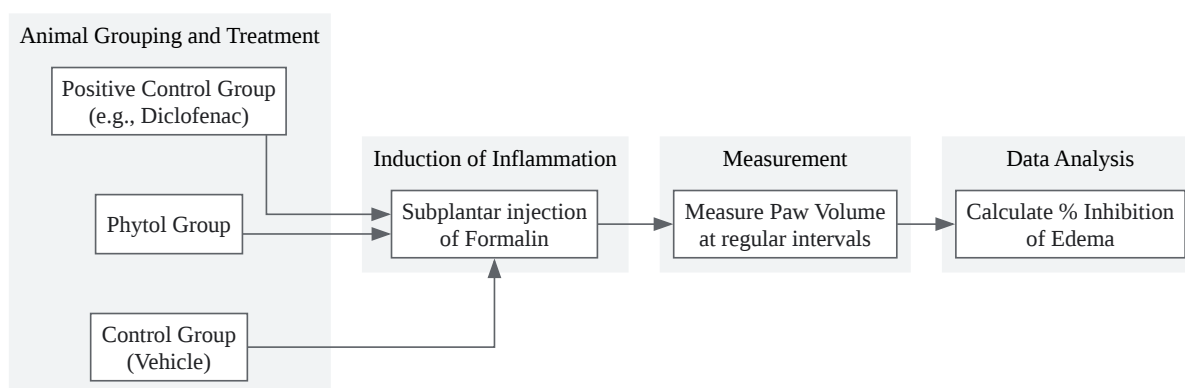 Animal Grouping and Treatment
Positive Control Group
(e.g., Diclofenac)
Phytol Group
Control Group
(Vehicle)
Induction of Inflammation
Subplantar injection
of Formalin
Measurement
Measure Paw Volume
at regular intervals
Data Analysis
Calculate % Inhibition
of Edema